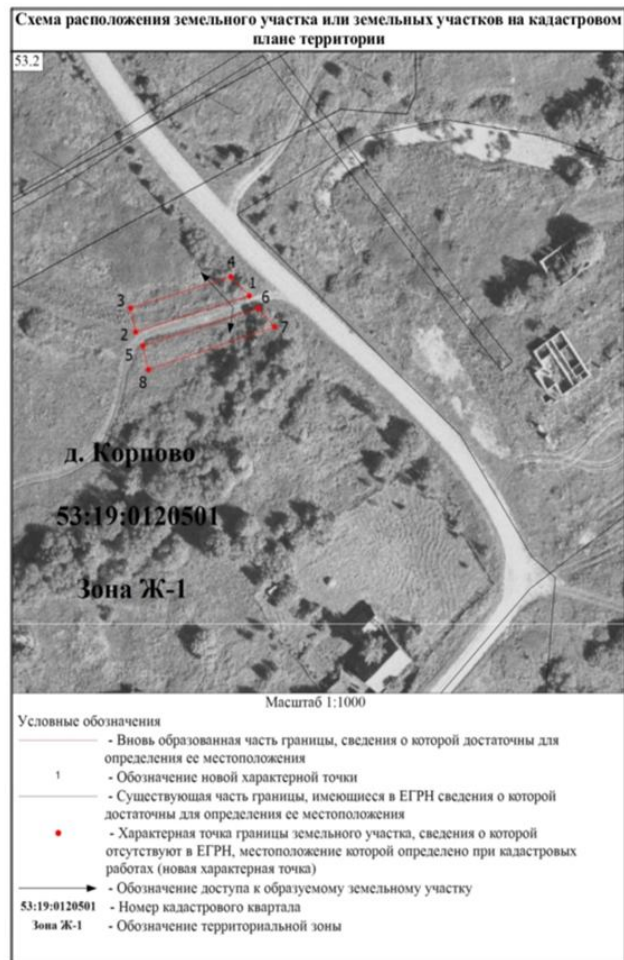 Схема расположения земельного участка или земельных участков на кадастровом
плане территории
53.2
4
1
3
6
2
7
5
8
д. Корпово
53:19:0120501
Зона Ж-1
Масштаб 1:1000
Условные обозначения
- Вновь образованная часть границы, сведения о которой достаточны для
определения ее местоположения
1 - Обозначение новой характерной точки
- Существующая часть границы, имеющиеся в ЕГРН сведения о которой
достаточны для определения ее местоположения
- Характерная точка границы земельного участка, сведения о которой
отсутствуют в ЕГРН, местоположение которой определено при кадастровых
работах (новая характерная точка)
- Обозначение доступа к образуемому земельному участку
53:19:0120501 - Номер кадастрового квартала
Зона Ж-1 - Обозначение территориальной зоны